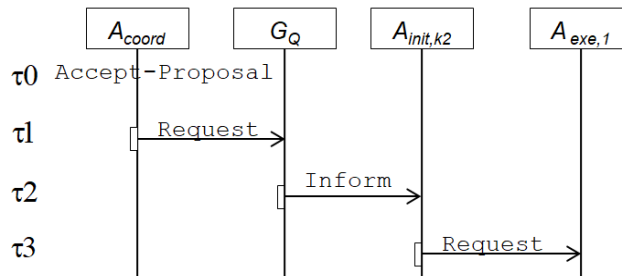 A_coord G_Q A_init,k2 A_exe,1
τ0 Accept-Proposal
τ1 Request
τ2 Inform
τ3 Request